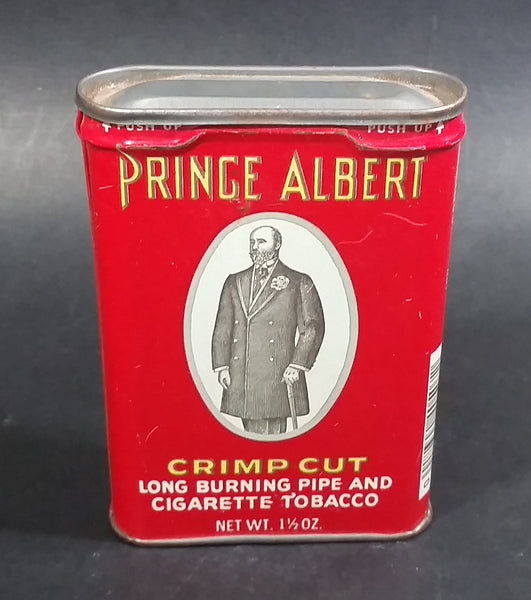 PUSH UP PUSH UP
PRINCE ALBERT
CRIMP CUT
LONG BURNING PIPE AND
CIGARETTE TOBACCO
NET WT. 1½ OZ.